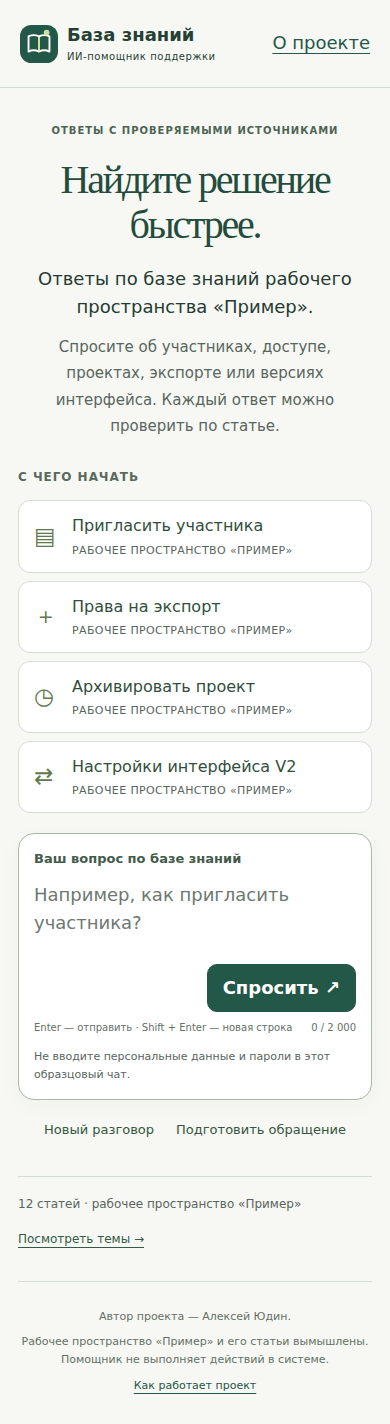 База знаний
ИИ-помощник поддержки
О проекте
ОТВЕТЫ С ПРОВЕРЯЕМЫМИ ИСТОЧНИКАМИ
Найдите решение
быстрее.
Ответы по базе знаний рабочего
пространства «Пример».
Спросите об участниках, доступе,
проектах, экспорте или версиях
интерфейса. Каждый ответ можно
проверить по статье.
С ЧЕГО НАЧАТЬ
Пригласить участника
РАБОЧЕЕ ПРОСТРАНСТВО «ПРИМЕР»
Права на экспорт
РАБОЧЕЕ ПРОСТРАНСТВО «ПРИМЕР»
Архивировать проект
РАБОЧЕЕ ПРОСТРАНСТВО «ПРИМЕР»
Настройки интерфейса V2
РАБОЧЕЕ ПРОСТРАНСТВО «ПРИМЕР»
Ваш вопрос по базе знаний
Например, как пригласить
участника?
Спросить ↗
Enter — отправить · Shift + Enter — новая строка 0 / 2 000
Не вводите персональные данные и пароли в этот
образцовый чат.
Новый разговор Подготовить обращение
12 статей · рабочее пространство «Пример»
Посмотреть темы →
Автор проекта — Алексей Юдин.
Рабочее пространство «Пример» и его статьи вымышлены.
Помощник не выполняет действий в системе.
Как работает проект